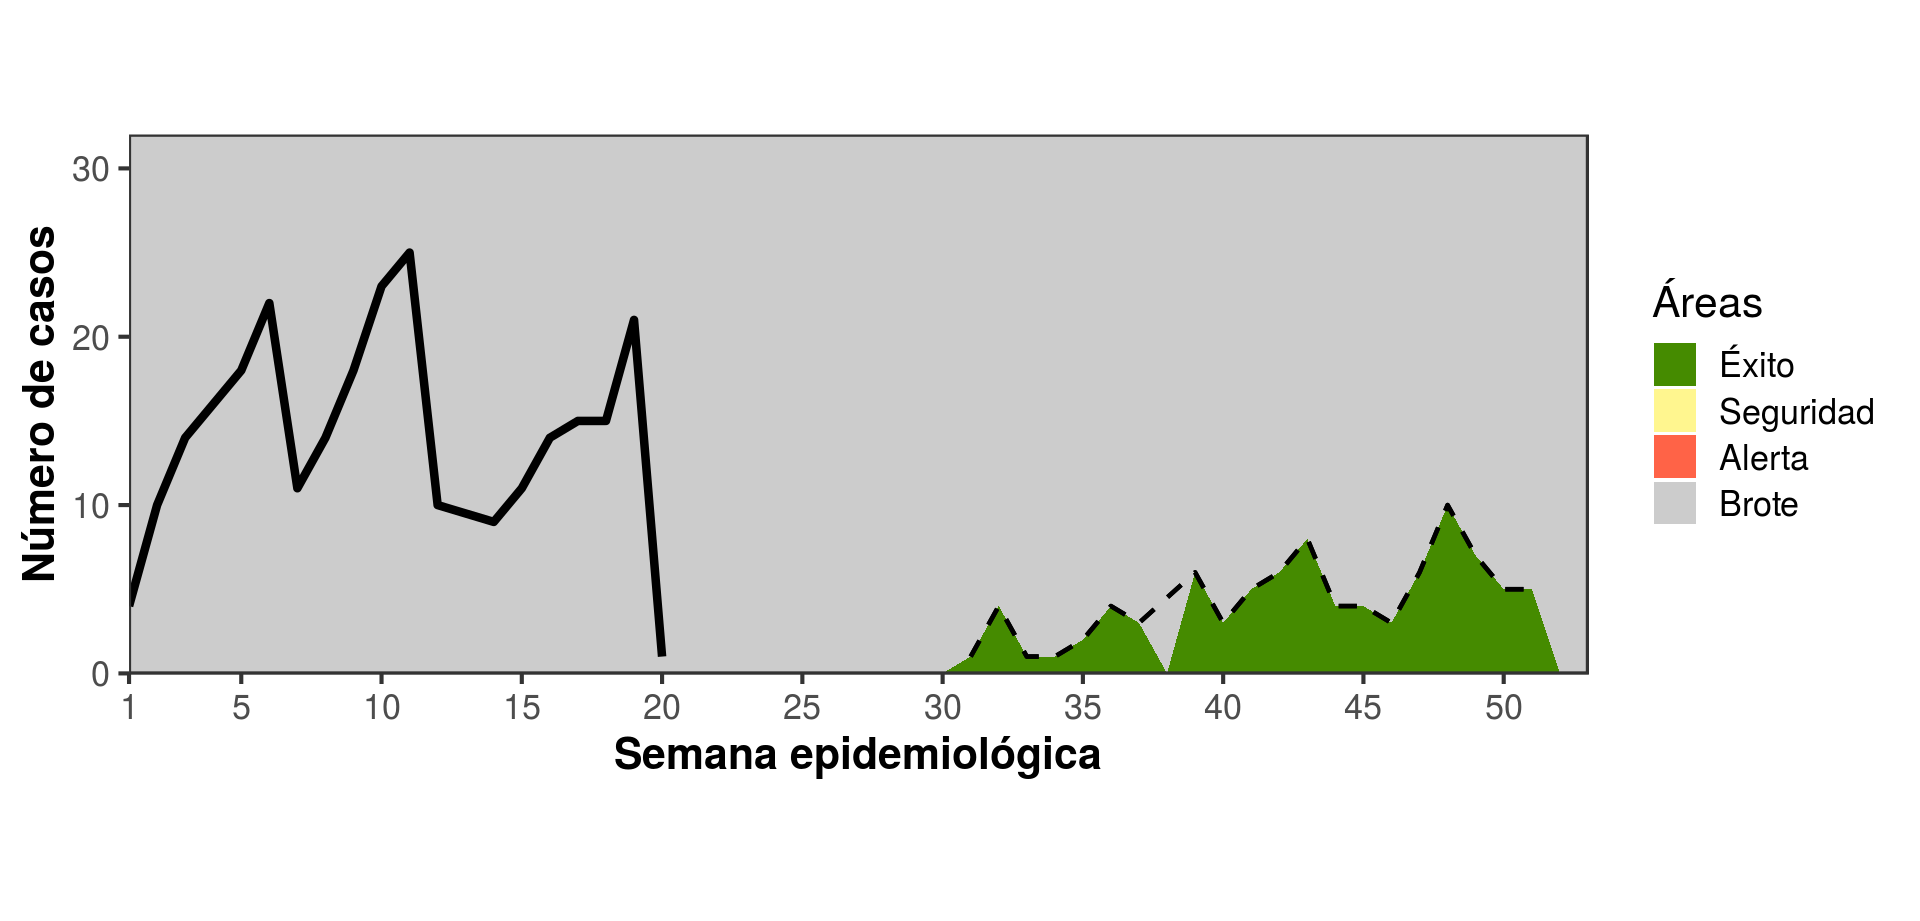 30
20
10
0
Número de casos
1 5 10 15 20 25 30 35 40 45 50
Semana epidemiológica
Áreas
Éxito
Seguridad
Alerta
Brote